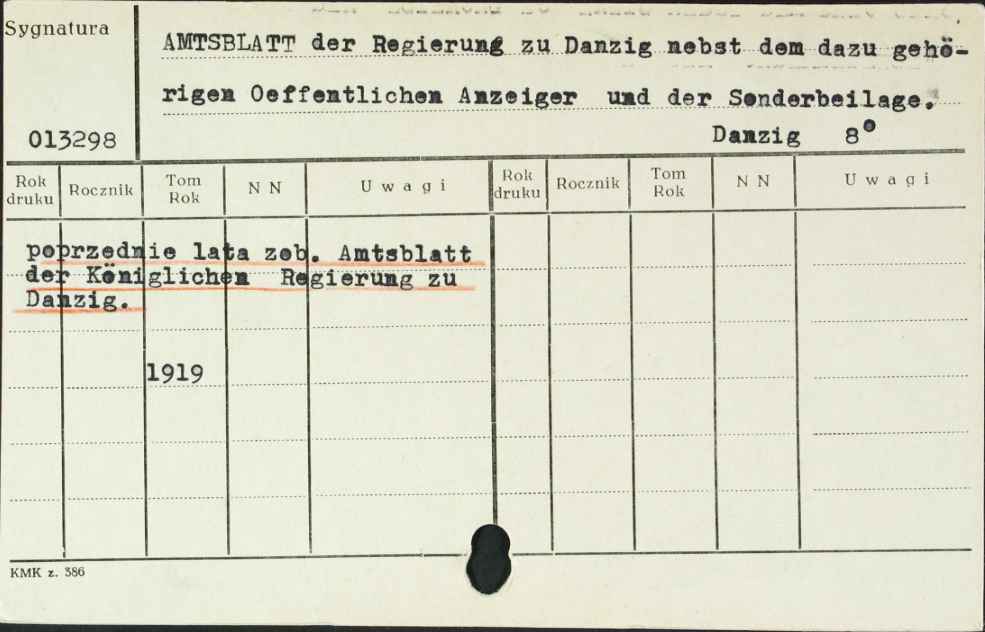 Sygnatura
AMTSBLATT der Regierung zu Danzig nebst dem dazu gehö-
rigen Oeffentlichen Anzeiger und der Sonderbeilage.
013298
Danzig 8°
Rok druku Rocznik Tom Rok N N U w a g i Rok druku Rocznik Tom Rok N N U w a g i
poprzednie lata zob. Amtsblatt
der Königlichen Regierung zu
Danzig.
1919
KMK z. 386